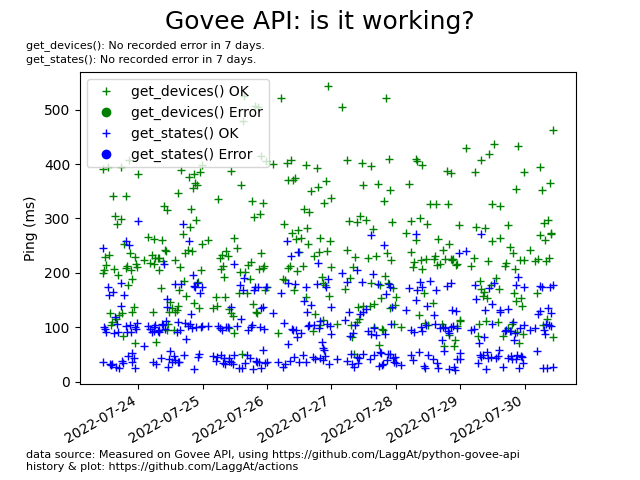 Govee API: is it working?
get_devices(): No recorded error in 7 days.
get_states(): No recorded error in 7 days.
get_devices() OK
get_devices() Error
get_states() OK
get_states() Error
500
400
300
200
100
0
Ping (ms)
2022-07-24
2022-07-25
2022-07-26
2022-07-27
2022-07-28
2022-07-29
2022-07-30
data source: Measured on Govee API, using https://github.com/LaggAt/python-govee-api
history & plot: https://github.com/LaggAt/actions